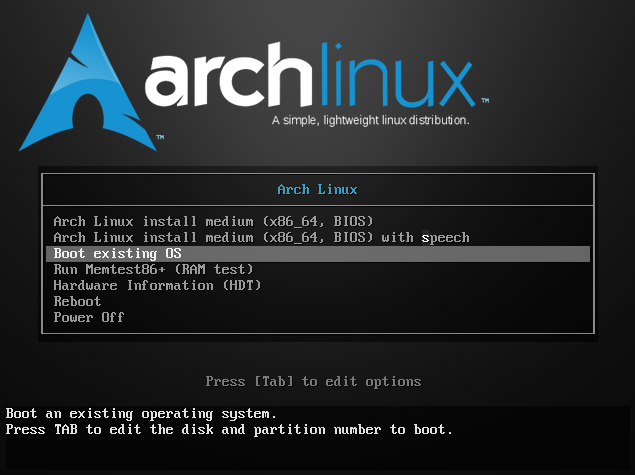 archlinux™
A simple, lightweight linux distribution.
™
Arch Linux
Arch Linux install medium (x86_64, BIOS)
Arch Linux install medium (x86_64, BIOS) with speech
Boot existing OS
Run Memtest86+ (RAM test)
Hardware Information (HDT)
Reboot
Power Off
Press [Tab] to edit options
Boot an existing operating system.
Press TAB to edit the disk and partition number to boot.